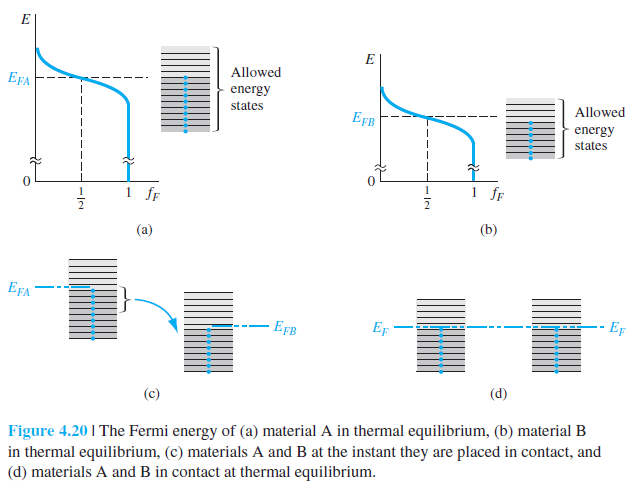 E
E_FA
0
1/2
1
f_F
Allowed
energy
states
(a)
E
E_FB
0
1/2
1
f_F
Allowed
energy
states
(b)
E_FA
E_FB
(c)
E_F
E_F
(d)
Figure 4.20 | The Fermi energy of (a) material A in thermal equilibrium, (b) material B
in thermal equilibrium, (c) materials A and B at the instant they are placed in contact, and
(d) materials A and B in contact at thermal equilibrium.